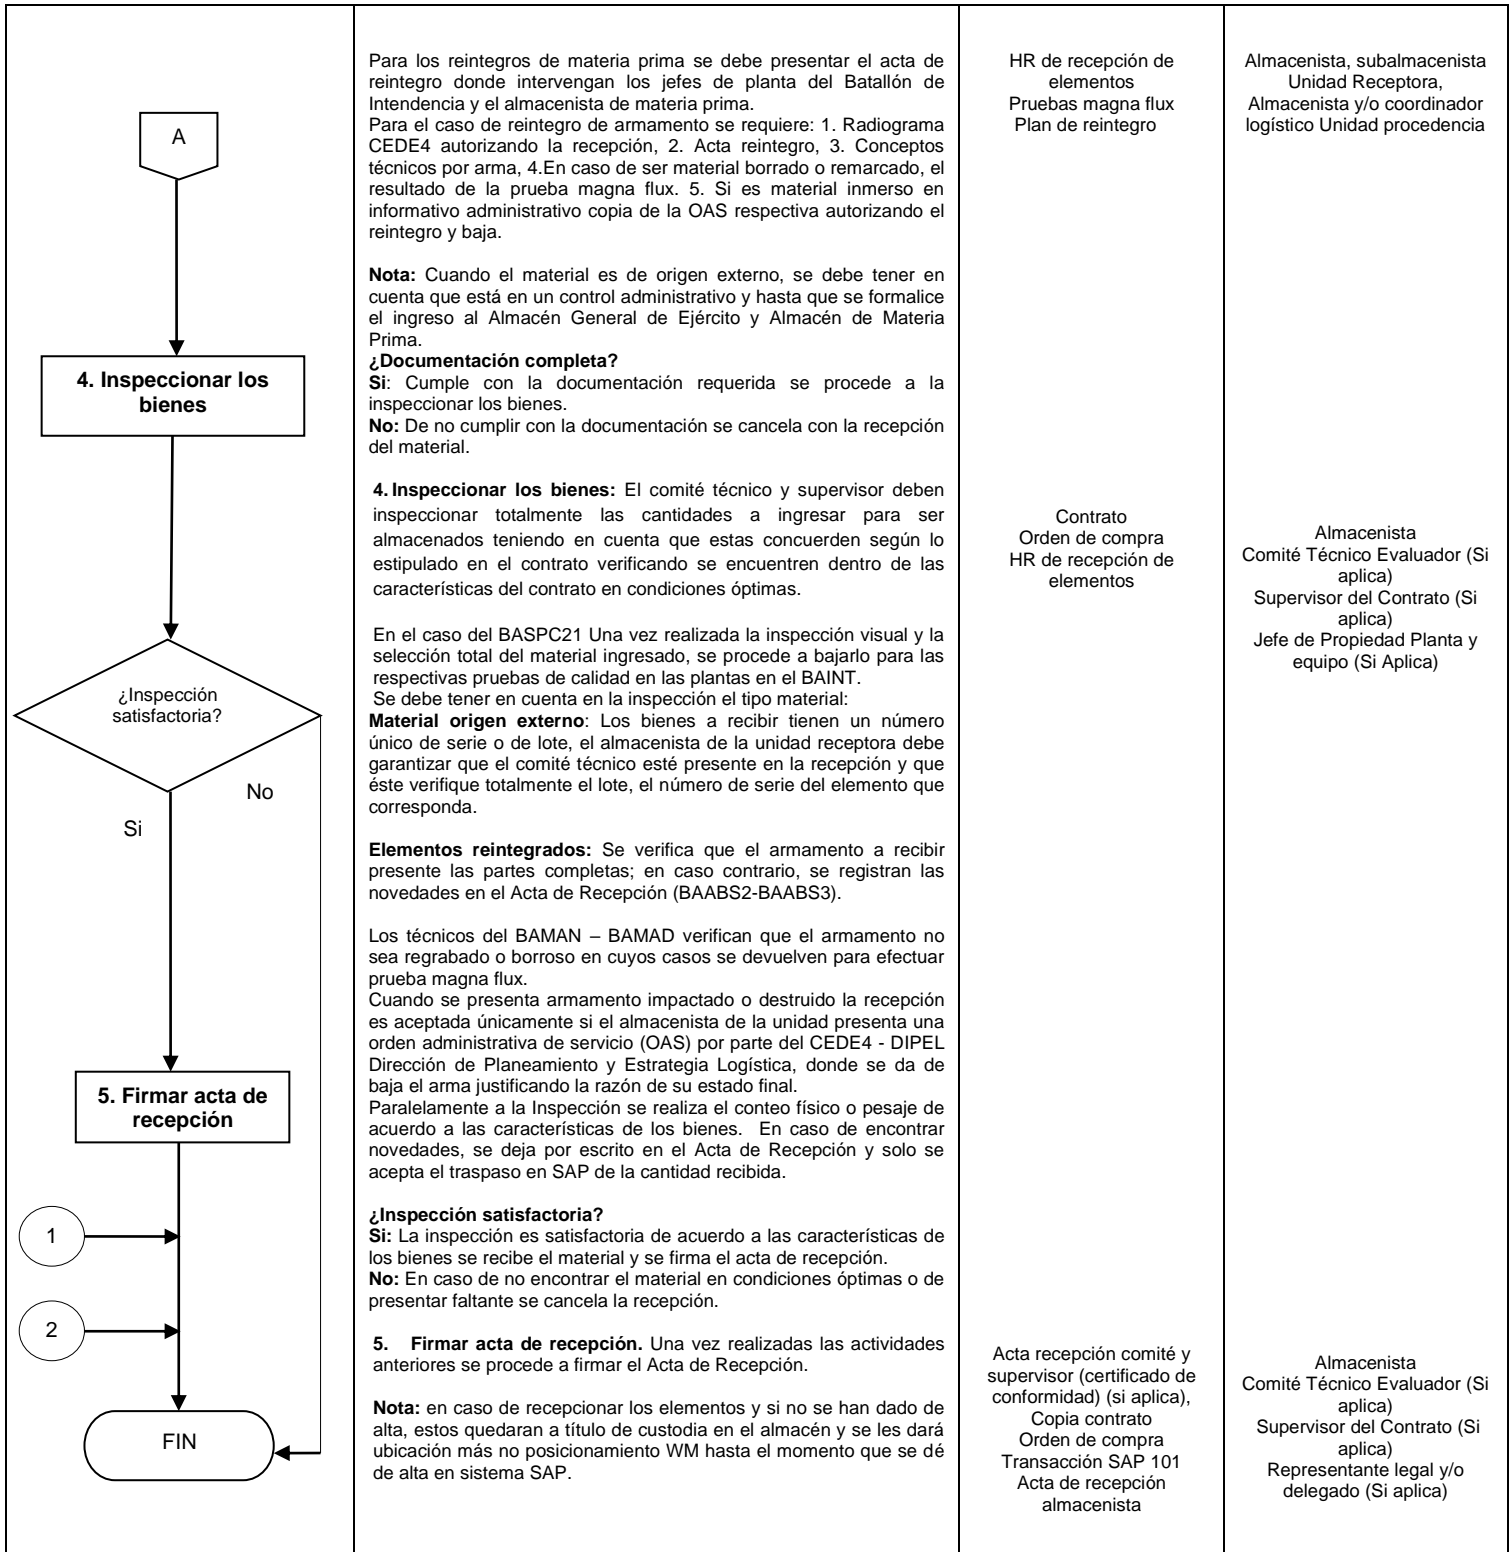 A
4. Inspeccionar los
bienes
¿Inspección
satisfactoria?
No
Si
5. Firmar acta de
recepción
1
2
FIN
Para los reintegros de materia prima se debe presentar el acta de
reintegro donde intervengan los jefes de planta del Batallón de
Intendencia y el almacenista de materia prima.
Para el caso de reintegro de armamento se requiere: 1. Radiograma
CEDE4 autorizando la recepción, 2. Acta reintegro, 3. Conceptos
técnicos por arma, 4.En caso de ser material borrado o remarcado, el
resultado de la prueba magna flux. 5. Si es material inmerso en
informativo administrativo copia de la OAS respectiva autorizando el
reintegro y baja.
Nota: Cuando el material es de origen externo, se debe tener en
cuenta que está en un control administrativo y hasta que se formalice
el ingreso al Almacén General de Ejército y Almacén de Materia
Prima.
¿Documentación completa?
Si: Cumple con la documentación requerida se procede a la
inspeccionar los bienes.
No: De no cumplir con la documentación se cancela con la recepción
del material.
4. Inspeccionar los bienes: El comité técnico y supervisor deben
inspeccionar totalmente las cantidades a ingresar para ser
almacenados teniendo en cuenta que estas concuerden según lo
estipulado en el contrato verificando se encuentren dentro de las
características del contrato en condiciones óptimas.
En el caso del BASPC21 Una vez realizada la inspección visual y la
selección total del material ingresado, se procede a bajarlo para las
respectivas pruebas de calidad en las plantas en el BAINT.
Se debe tener en cuenta en la inspección el tipo material:
Material origen externo: Los bienes a recibir tienen un número
único de serie o de lote, el almacenista de la unidad receptora debe
garantizar que el comité técnico esté presente en la recepción y que
éste verifique totalmente el lote, el número de serie del elemento que
corresponda.
Elementos reintegrados: Se verifica que el armamento a recibir
presente las partes completas; en caso contrario, se registran las
novedades en el Acta de Recepción (BAABS2-BAABS3).
Los técnicos del BAMAN – BAMAD verifican que el armamento no
sea regrabado o borroso en cuyos casos se devuelven para efectuar
prueba magna flux.
Cuando se presenta armamento impactado o destruido la recepción
es aceptada únicamente si el almacenista de la unidad presenta una
orden administrativa de servicio (OAS) por parte del CEDE4 - DIPEL
Dirección de Planeamiento y Estrategia Logística, donde se da de
baja el arma justificando la razón de su estado final.
Paralelamente a la Inspección se realiza el conteo físico o pesaje de
acuerdo a las características de los bienes. En caso de encontrar
novedades, se deja por escrito en el Acta de Recepción y solo se
acepta el traspaso en SAP de la cantidad recibida.
¿Inspección satisfactoria?
Si: La inspección es satisfactoria de acuerdo a las características de
los bienes se recibe el material y se firma el acta de recepción.
No: En caso de no encontrar el material en condiciones óptimas o de
presentar faltante se cancela la recepción.
5. Firmar acta de recepción. Una vez realizadas las actividades
anteriores se procede a firmar el Acta de Recepción.
Nota: en caso de recepcionar los elementos y si no se han dado de
alta, estos quedaran a título de custodia en el almacén y se les dará
ubicación más no posicionamiento WM hasta el momento que se dé
de alta en sistema SAP.
HR de recepción de
elementos
Pruebas magna flux
Plan de reintegro
Contrato
Orden de compra
HR de recepción de
elementos
Acta recepción comité y
supervisor (certificado de
conformidad) (si aplica),
Copia contrato
Orden de compra
Transacción SAP 101
Acta de recepción
almacenista
Almacenista, subalmacenista
Unidad Receptora,
Almacenista y/o coordinador
logístico Unidad procedencia
Almacenista
Comité Técnico Evaluador (Si
aplica)
Supervisor del Contrato (Si
aplica)
Jefe de Propiedad Planta y
equipo (Si Aplica)
Almacenista
Comité Técnico Evaluador (Si
aplica)
Supervisor del Contrato (Si
aplica)
Representante legal y/o
delegado (Si aplica)